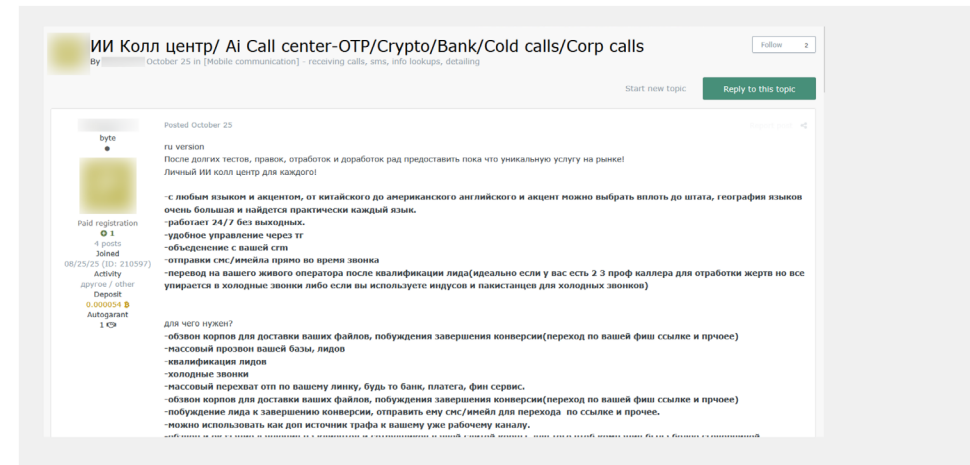 ИИ Колл центр/ Ai Call center-OTP/Crypto/Bank/Cold calls/Corp calls
Follow 2
By October 25 in [Mobile communication] - receiving calls, sms, info lookups, detailing
Start new topic
Reply to this topic
Posted October 25
byte
Paid registration
1
4 posts
Joined
08/25/25 (ID: 210597)
Activity
другое / other
Deposit
0.000054 ₿
Autogarant
1
ru version
После долгих тестов, правок, отработок и доработок рад предоставить пока что уникальную услугу на рынке!
Личный ИИ колл центр для каждого!
-с любым языком и акцентом, от китайского до американского английского и акцент можно выбрать вплоть до штата, география языков
очень большая и найдется практически каждый язык.
-работает 24/7 без выходных.
-удобное управление через тг
-объеденение с вашей crm
-отправки смс/имейла прямо во время звонка
-перевод на вашего живого оператора после квалификации лида(идеально если у вас есть 2 3 проф каллера для отработки жертв но все
упирается в холодные звонки либо если вы используете индусов и пакистанцев для холодных звонков)
для чего нужен?
-обзвон корпов для доставки ваших файлов, побуждения завершения конверсии(переход по вашей фиш ссылке и прчоее)
-массовый прозвон вашей базы, лидов
-квалификация лидов
-холодные звонки
-массовый перехват отп по вашему линку, будь то банк, платега, фин сервис.
-обзвон корпов для доставки ваших файлов, побуждения завершения конверсии(переход по вашей фиш ссылке и прчоее)
-побуждение лида к завершению конверсии, отправить ему смс/имейл для перехода по ссылке и прочее.
-можно использовать как доп источник трафа к вашему уже рабочему каналу.